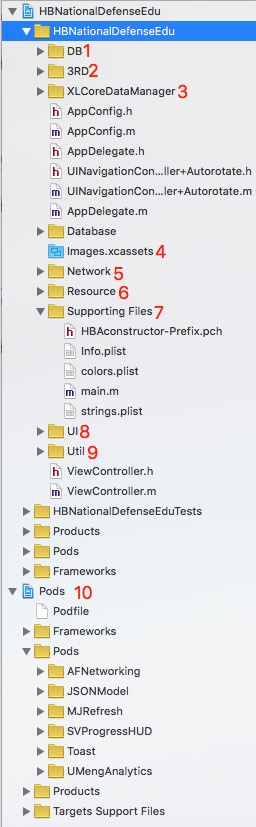 HBNationalDefenseEdu
HBNationalDefenseEdu
DB 1
3RD 2
XLCoreDataManager 3
h AppConfig.h
m AppConfig.m
h AppDelegate.h
h UINavigationCon...ller+Autorotate.h
m UINavigationCon...ller+Autorotate.m
m AppDelegate.m
Database
Images.xcassets 4
Network 5
Resource 6
Supporting Files 7
h HBAconstructor-Prefix.pch
Info.plist
colors.plist
m main.m
strings.plist
UI 8
Util 9
h ViewController.h
m ViewController.m
HBNationalDefenseEduTests
Products
Pods
Frameworks
Pods 10
Podfile
Frameworks
Pods
AFNetworking
JSONModel
MJRefresh
SVProgressHUD
Toast
UMengAnalytics
Products
Targets Support Files